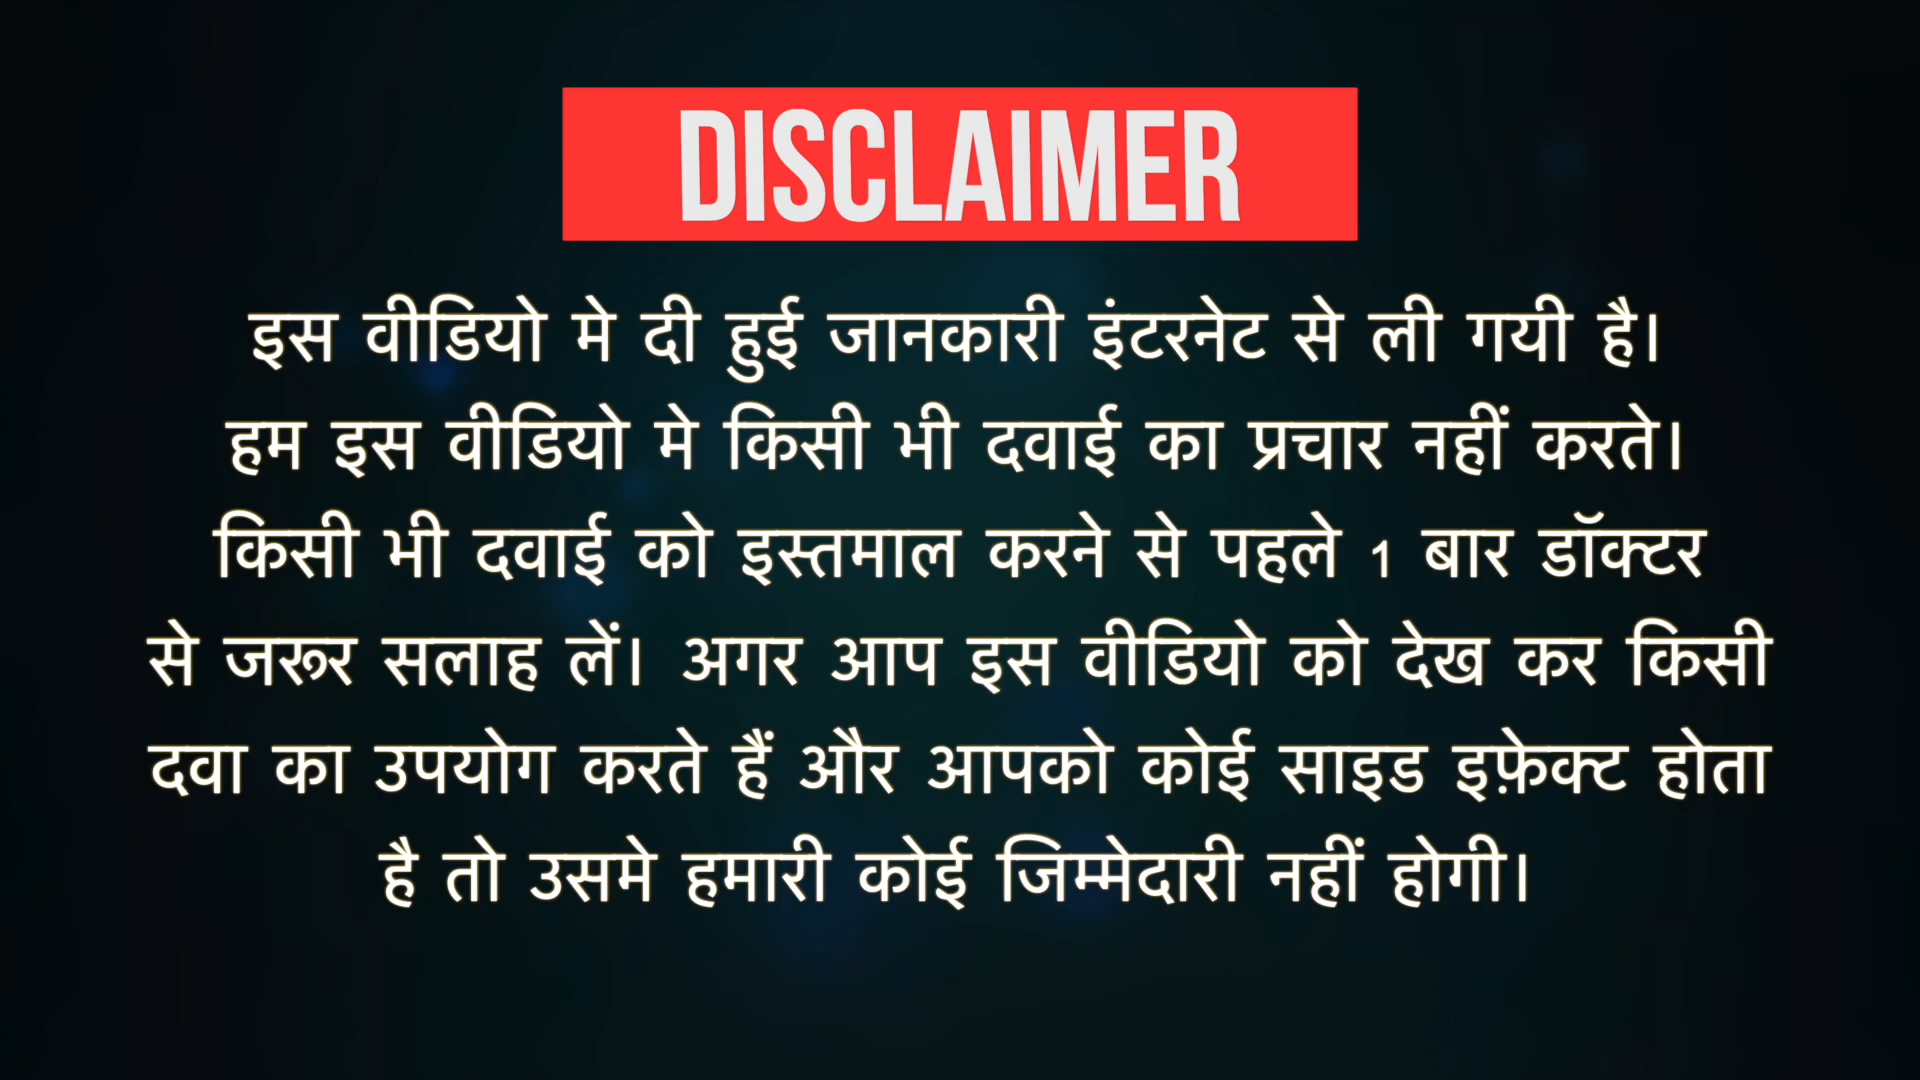 DISCLAIMER
इस वीडियो मे दी हुई जानकारी इंटरनेट से ली गयी है।
हम इस वीडियो मे किसी भी दवाई का प्रचार नहीं करते।
किसी भी दवाई को इस्तमाल करने से पहले 1 बार डॉक्टर
से जरूर सलाह लें। अगर आप इस वीडियो को देख कर किसी
दवा का उपयोग करते हैं और आपको कोई साइड इफ़ेक्ट होता
है तो उसमे हमारी कोई जिम्मेदारी नहीं होगी।